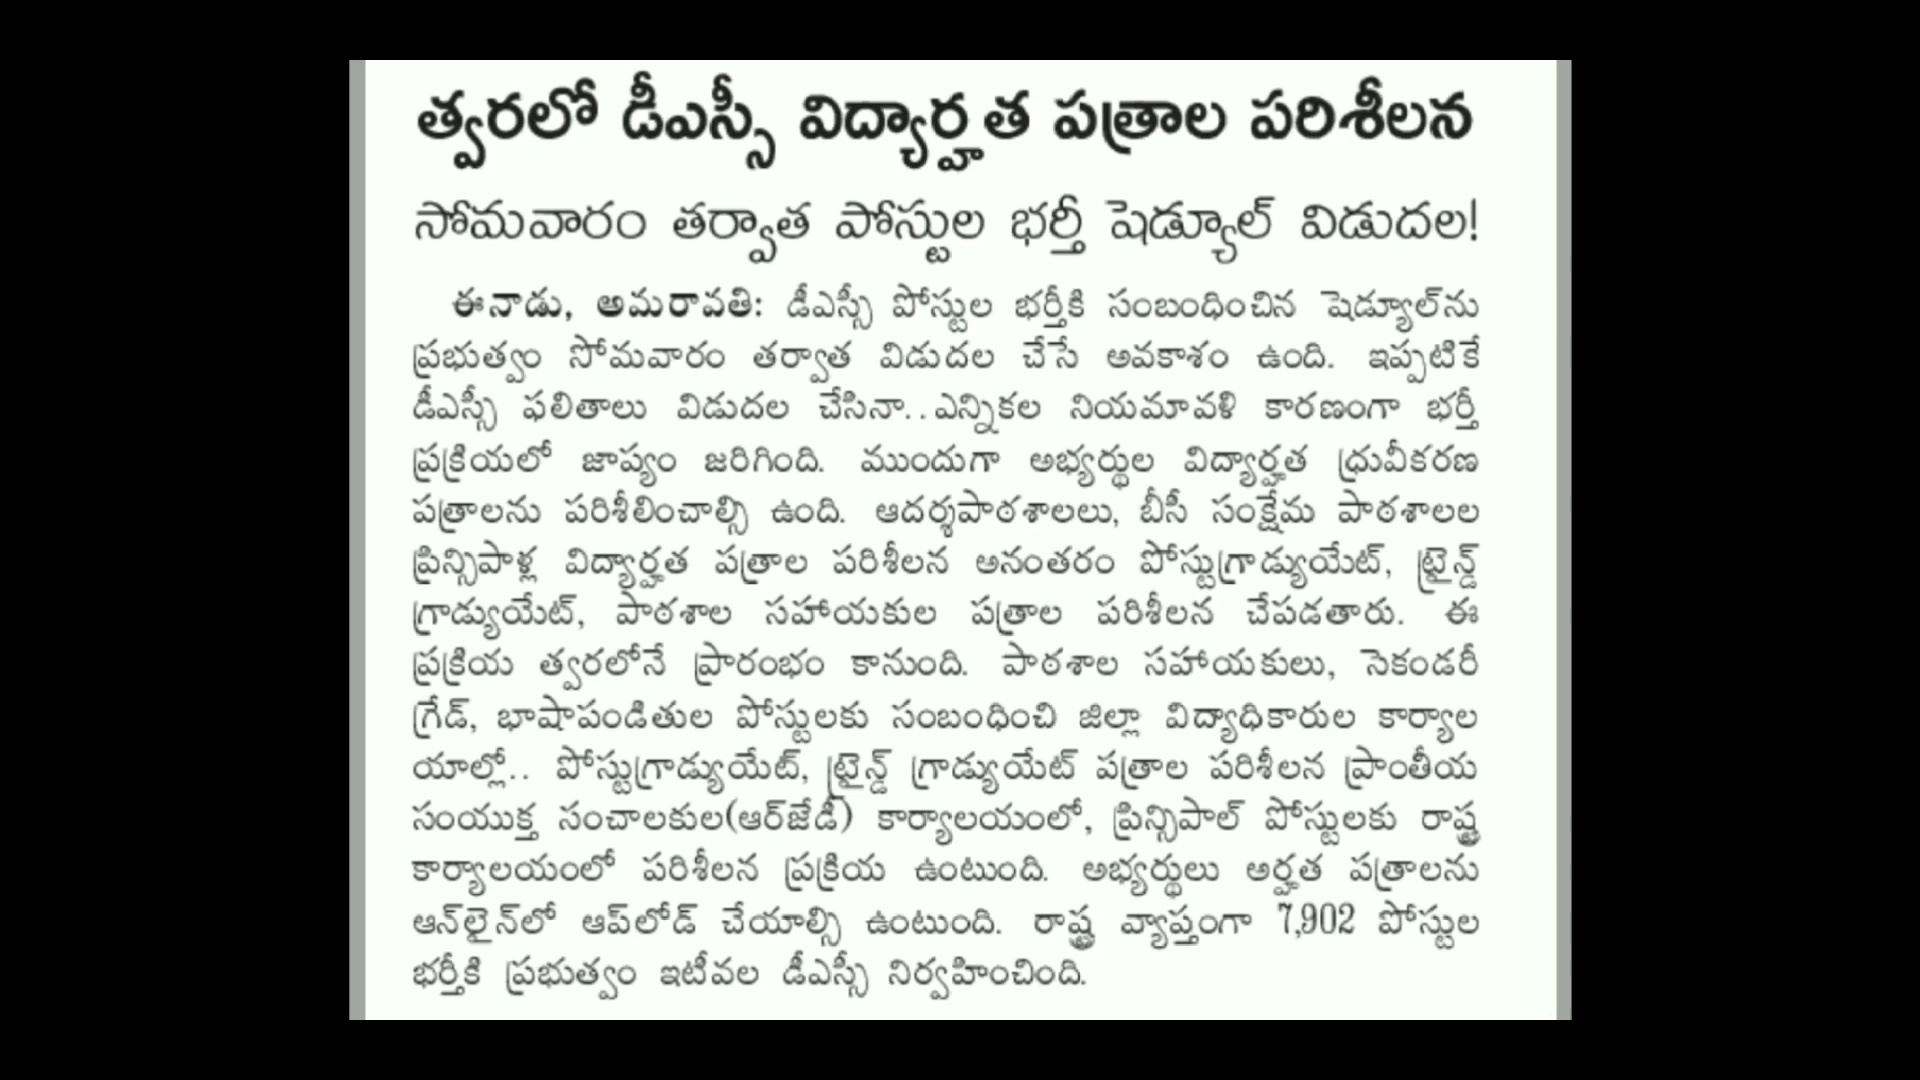 త్వరలో డీఎస్సీ విద్యార్హత పత్రాల పరిశీలన
సోమవారం తర్వాత పోస్టుల భర్తీ షెడ్యూల్ విడుదల!
ఈనాడు, అమరావతి: డీఎస్సీ పోస్టుల భర్తీకి సంబంధించిన షెడ్యూల్‌ను
ప్రభుత్వం సోమవారం తర్వాత విడుదల చేసే అవకాశం ఉంది. ఇప్పటికే
డీఎస్సీ ఫలితాలు విడుదల చేసినా..ఎన్నికల నియమావళి కారణంగా భర్తీ
ప్రక్రియలో జాప్యం జరిగింది. ముందుగా అభ్యర్థుల విద్యార్హత ధ్రువీకరణ
పత్రాలను పరిశీలించాల్సి ఉంది. ఆదర్శపాఠశాలలు, బీసీ సంక్షేమ పాఠశాలల
ప్రిన్సిపాళ్ల విద్యార్హత పత్రాల పరిశీలన అనంతరం పోస్టుగ్రాడ్యుయేట్, ట్రైన్డ్
గ్రాడ్యుయేట్, పాఠశాల సహాయకుల పత్రాల పరిశీలన చేపడతారు. ఈ
ప్రక్రియ త్వరలోనే ప్రారంభం కానుంది. పాఠశాల సహాయకులు, సెకండరీ
గ్రేడ్, భాషాపండితుల పోస్టులకు సంబంధించి జిల్లా విద్యాధికారుల కార్యాల
యాల్లో.. పోస్టుగ్రాడ్యుయేట్, ట్రైన్డ్ గ్రాడ్యుయేట్ పత్రాల పరిశీలన ప్రాంతీయ
సంయుక్త సంచాలకుల(ఆర్‌జేడీ) కార్యాలయంలో, ప్రిన్సిపాల్ పోస్టులకు రాష్ట్ర
కార్యాలయంలో పరిశీలన ప్రక్రియ ఉంటుంది. అభ్యర్థులు అర్హత పత్రాలను
ఆన్‌లైన్‌లో ఆప్‌లోడ్ చేయాల్సి ఉంటుంది. రాష్ట్ర వ్యాప్తంగా 7,902 పోస్టుల
భర్తీకి ప్రభుత్వం ఇటీవల డీఎస్సీ నిర్వహించింది.